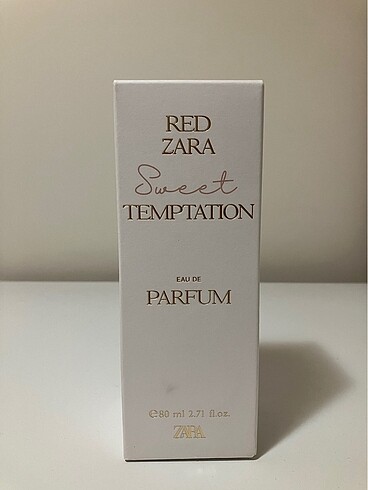 RED
ZARA
Sweet
TEMPTATION
EAU DE
PARFUM
℮80 ml 2.71 fl.oz.
ZARA